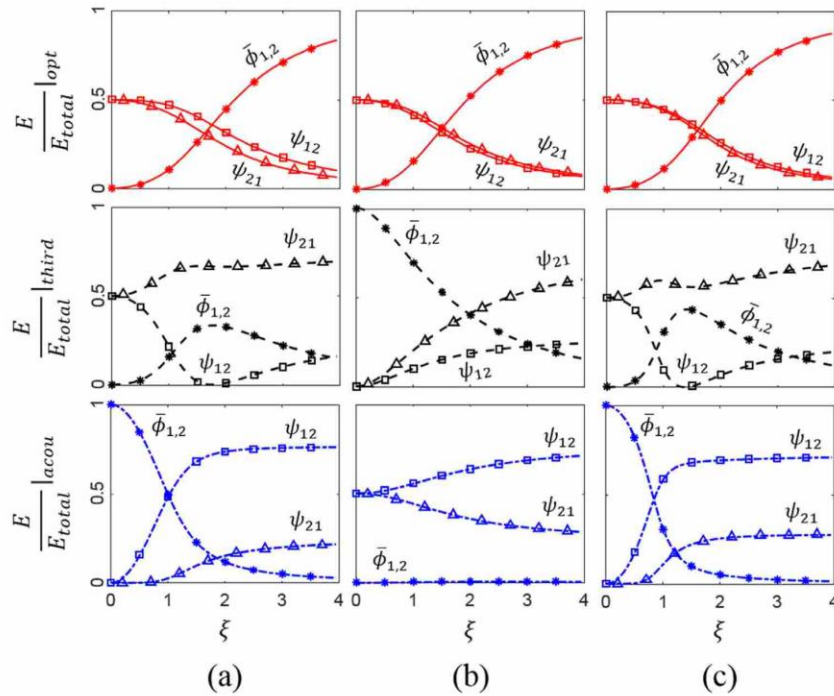 E/E_total|opt
1
0.5
0
ϕ̄1,2
ψ12
ψ21
ϕ̄1,2
ψ21
ψ12
ϕ̄1,2
ψ12
ψ21
E/E_total|third
1
0.5
0
ψ21
ϕ̄1,2
ψ12
ϕ̄1,2
ψ21
ψ12
ψ21
ϕ̄1,2
ψ12
E/E_total|acou
1
0.5
0
ϕ̄1,2
ψ12
ψ21
ψ12
ψ21
ϕ̄1,2
ϕ̄1,2
ψ12
ψ21
0 1 2 3 4 0 1 2 3 4 0 1 2 3 4
ξ ξ ξ
(a) (b) (c)